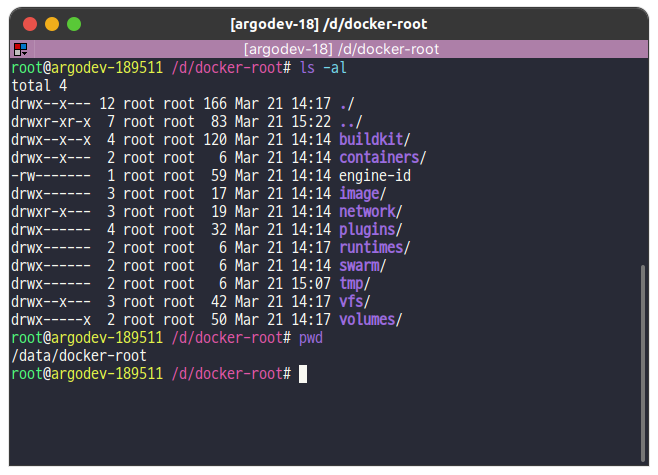 [argodev-18] /d/docker-root
[argodev-18] /d/docker-root
root@argodev-189511 /d/docker-root# ls -al
total 4
drwx--x--- 12 root root 166 Mar 21 14:17 ./
drwxr-xr-x  7 root root  83 Mar 21 15:22 ../
drwx--x--x  4 root root 120 Mar 21 14:14 buildkit/
drwx--x---  2 root root   6 Mar 21 14:14 containers/
-rw-------  1 root root  59 Mar 21 14:14 engine-id
drwx------  3 root root  17 Mar 21 14:14 image/
drwxr-x---  3 root root  19 Mar 21 14:14 network/
drwx------  4 root root  32 Mar 21 14:14 plugins/
drwx------  2 root root   6 Mar 21 14:17 runtimes/
drwx------  2 root root   6 Mar 21 14:14 swarm/
drwx------  2 root root   6 Mar 21 15:07 tmp/
drwx--x---  3 root root  42 Mar 21 14:17 vfs/
drwx-----x  2 root root  50 Mar 21 14:17 volumes/
root@argodev-189511 /d/docker-root# pwd
/data/docker-root
root@argodev-189511 /d/docker-root#